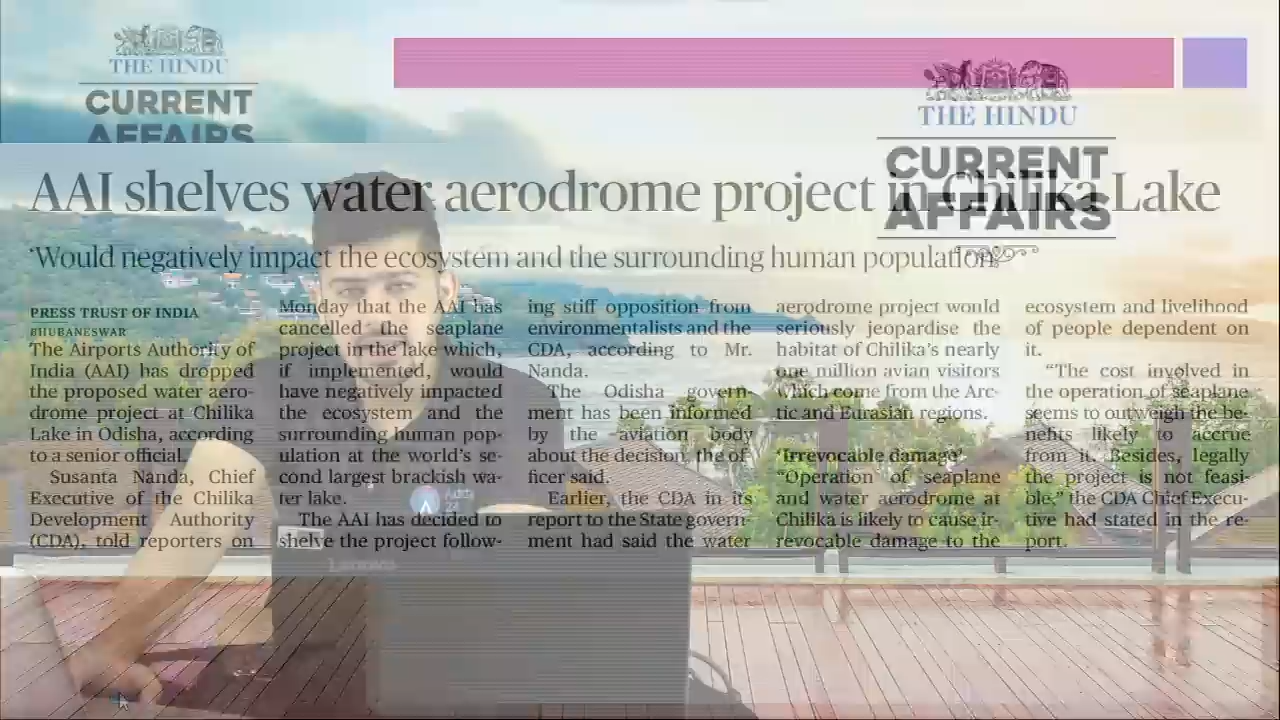 THE HINDU
CURRENT
AFFAIRS
THE HINDU
CURRENT
AFFAIRS
AAI shelves water aerodrome project in Chilika Lake
‘Would negatively impact the ecosystem and the surrounding human population’
PRESS TRUST OF INDIA
BHUBANESWAR
The Airports Authority of
India (AAI) has dropped
the proposed water aero-
drome project at Chilika
Lake in Odisha, according
to a senior official.
Susanta Nanda, Chief
Executive of the Chilika
Development Authority
(CDA), told reporters on
Monday that the AAI has
cancelled the seaplane
project in the lake which,
if implemented, would
have negatively impacted
the ecosystem and the
surrounding human pop-
ulation at the world’s se-
cond largest brackish wa-
ter lake.
The AAI has decided to
shelve the project follow-
ing stiff opposition from
environmentalists and the
CDA, according to Mr.
Nanda.
The Odisha govern-
ment has been informed
by the aviation body
about the decision, the of-
ficer said.
Earlier, the CDA in its
report to the State govern-
ment had said the water
aerodrome project would
seriously jeopardise the
habitat of Chilika’s nearly
one million avian visitors
which come from the Arc-
tic and Eurasian regions.
‘Irrevocable damage’
“Operation of seaplane
and water aerodrome at
Chilika is likely to cause ir-
revocable damage to the
ecosystem and livelihood
of people dependent on
it.
“The cost involved in
the operation of seaplane
seems to outweigh the be-
nefits likely to accrue
from it. Besides, legally
the project is not feasi-
ble,” the CDA Chief Execu-
tive had stated in the re-
port.